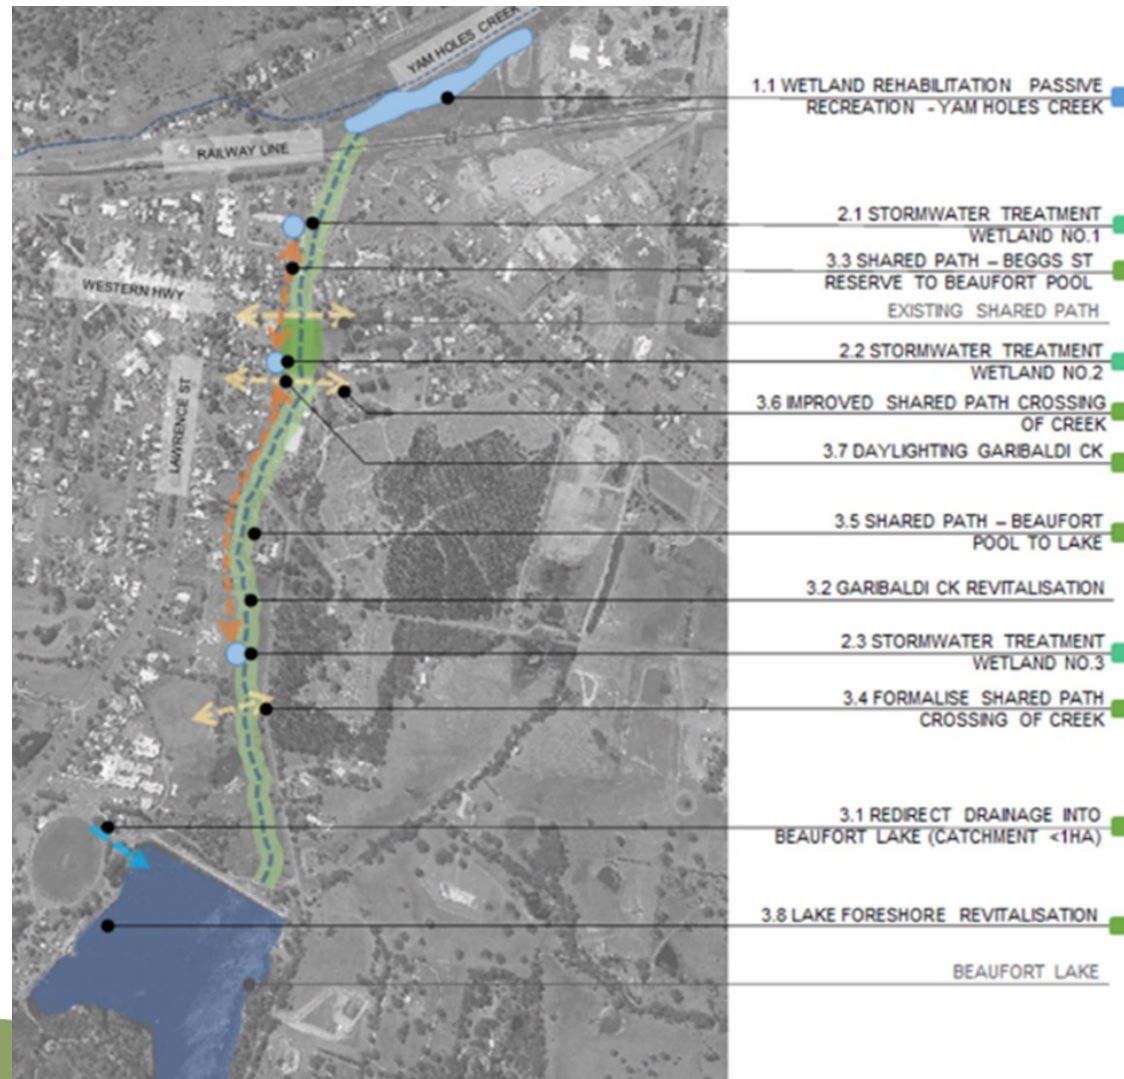 YAM HOLES CREEK
1.1 WETLAND REHABILITATION PASSIVE
RECREATION - YAM HOLES CREEK
RAILWAY LINE
2.1 STORMWATER TREATMENT
WETLAND NO.1
3.3 SHARED PATH – BEGGS ST
RESERVE TO BEAUFORT POOL
WESTERN HWY
EXISTING SHARED PATH
2.2 STORMWATER TREATMENT
WETLAND NO.2
3.6 IMPROVED SHARED PATH CROSSING
OF CREEK
LAWRENCE ST
3.7 DAYLIGHTING GARIBALDI CK
3.5 SHARED PATH – BEAUFORT
POOL TO LAKE
3.2 GARIBALDI CK REVITALISATION
2.3 STORMWATER TREATMENT
WETLAND NO.3
3.4 FORMALISE SHARED PATH
CROSSING OF CREEK
3.1 REDIRECT DRAINAGE INTO
BEAUFORT LAKE (CATCHMENT <1HA)
3.8 LAKE FORESHORE REVITALISATION
BEAUFORT LAKE